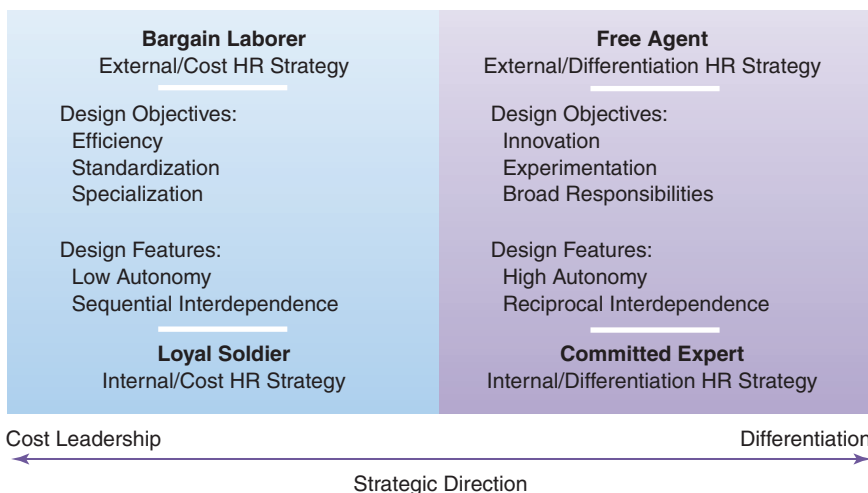 Bargain Laborer
External/Cost HR Strategy
Design Objectives:
Efficiency
Standardization
Specialization
Design Features:
Low Autonomy
Sequential Interdependence
Loyal Soldier
Internal/Cost HR Strategy
Free Agent
External/Differentiation HR Strategy
Design Objectives:
Innovation
Experimentation
Broad Responsibilities
Design Features:
High Autonomy
Reciprocal Interdependence
Committed Expert
Internal/Differentiation HR Strategy
Cost Leadership
Differentiation
Strategic Direction